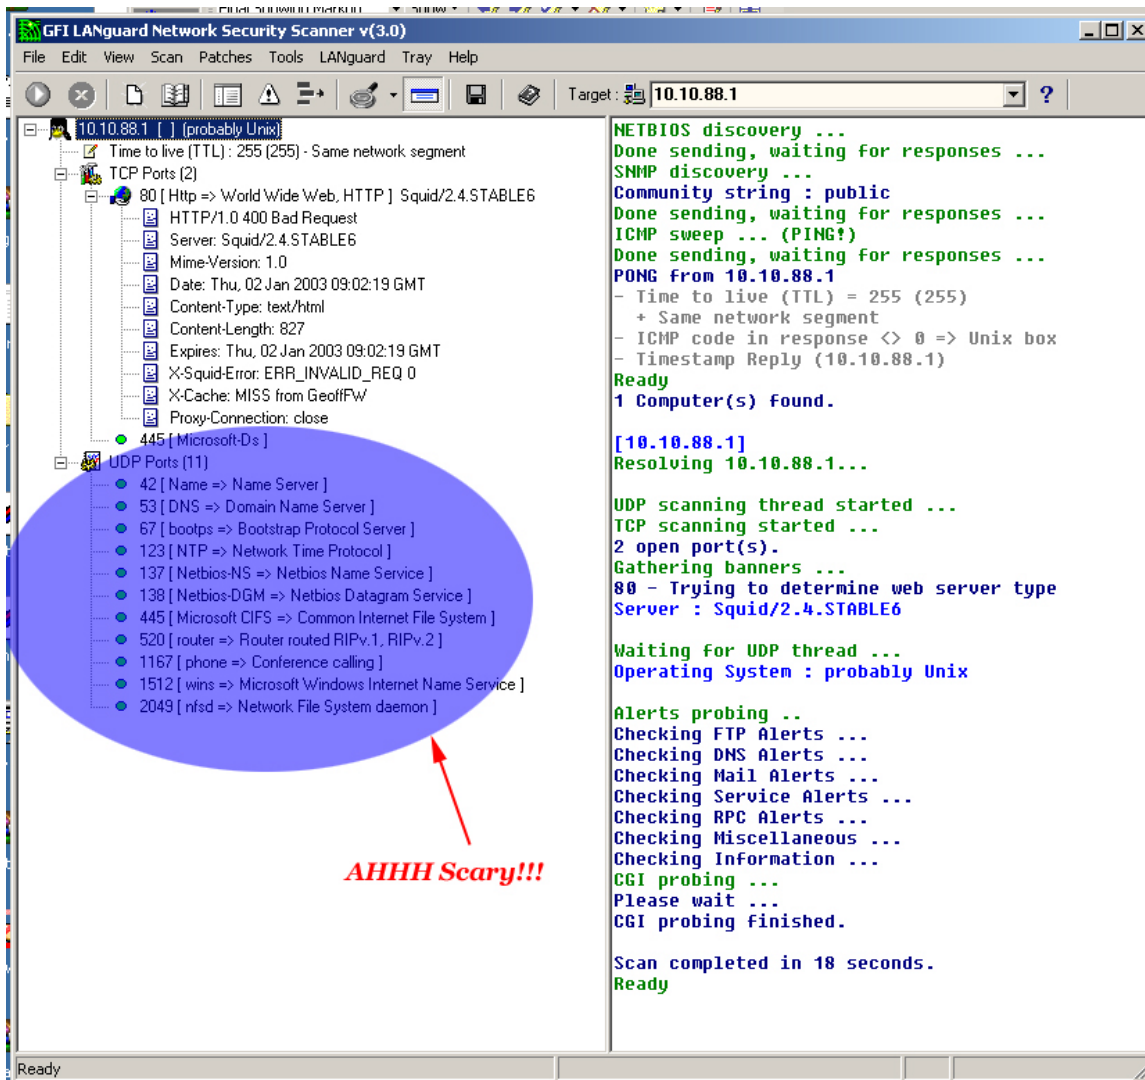 Final Showing Markup Show
GFI LANguard Network Security Scanner v(3.0)
File Edit View Scan Patches Tools LANguard Tray Help
Target : 10.10.88.1 ?
10.10.88.1 [ ] (probably Unix)
Time to live (TTL) : 255 (255) - Same network segment
TCP Ports (2)
80 [ Http => World Wide Web, HTTP ] Squid/2.4.STABLE6
HTTP/1.0 400 Bad Request
Server: Squid/2.4.STABLE6
Mime-Version: 1.0
Date: Thu, 02 Jan 2003 09:02:19 GMT
Content-Type: text/html
Content-Length: 827
Expires: Thu, 02 Jan 2003 09:02:19 GMT
X-Squid-Error: ERR_INVALID_REQ 0
X-Cache: MISS from GeoffFW
Proxy-Connection: close
445 [ Microsoft-Ds ]
UDP Ports (11)
42 [ Name => Name Server ]
53 [ DNS => Domain Name Server ]
67 [ bootps => Bootstrap Protocol Server ]
123 [ NTP => Network Time Protocol ]
137 [ Netbios-NS => Netbios Name Service ]
138 [ Netbios-DGM => Netbios Datagram Service ]
445 [ Microsoft CIFS => Common Internet File System ]
520 [ router => Router routed RIPv.1, RIPv.2 ]
1167 [ phone => Conference calling ]
1512 [ wins => Microsoft Windows Internet Name Service ]
2049 [ nfsd => Network File System daemon ]
AHHH Scary!!!
NETBIOS discovery ...
Done sending, waiting for responses ...
SNMP discovery ...
Community string : public
Done sending, waiting for responses ...
ICMP sweep ... (PING!)
Done sending, waiting for responses ...
PONG from 10.10.88.1
- Time to live (TTL) = 255 (255)
+ Same network segment
- ICMP code in response <> 0 => Unix box
- Timestamp Reply (10.10.88.1)
Ready
1 Computer(s) found.
[10.10.88.1]
Resolving 10.10.88.1...
UDP scanning thread started ...
TCP scanning started ...
2 open port(s).
Gathering banners ...
80 - Trying to determine web server type
Server : Squid/2.4.STABLE6
Waiting for UDP thread ...
Operating System : probably Unix
Alerts probing ..
Checking FTP Alerts ...
Checking DNS Alerts ...
Checking Mail Alerts ...
Checking Service Alerts ...
Checking RPC Alerts ...
Checking Miscellaneous ...
Checking Information ...
CGI probing ...
Please wait ...
CGI probing finished.
Scan completed in 18 seconds.
Ready
Ready